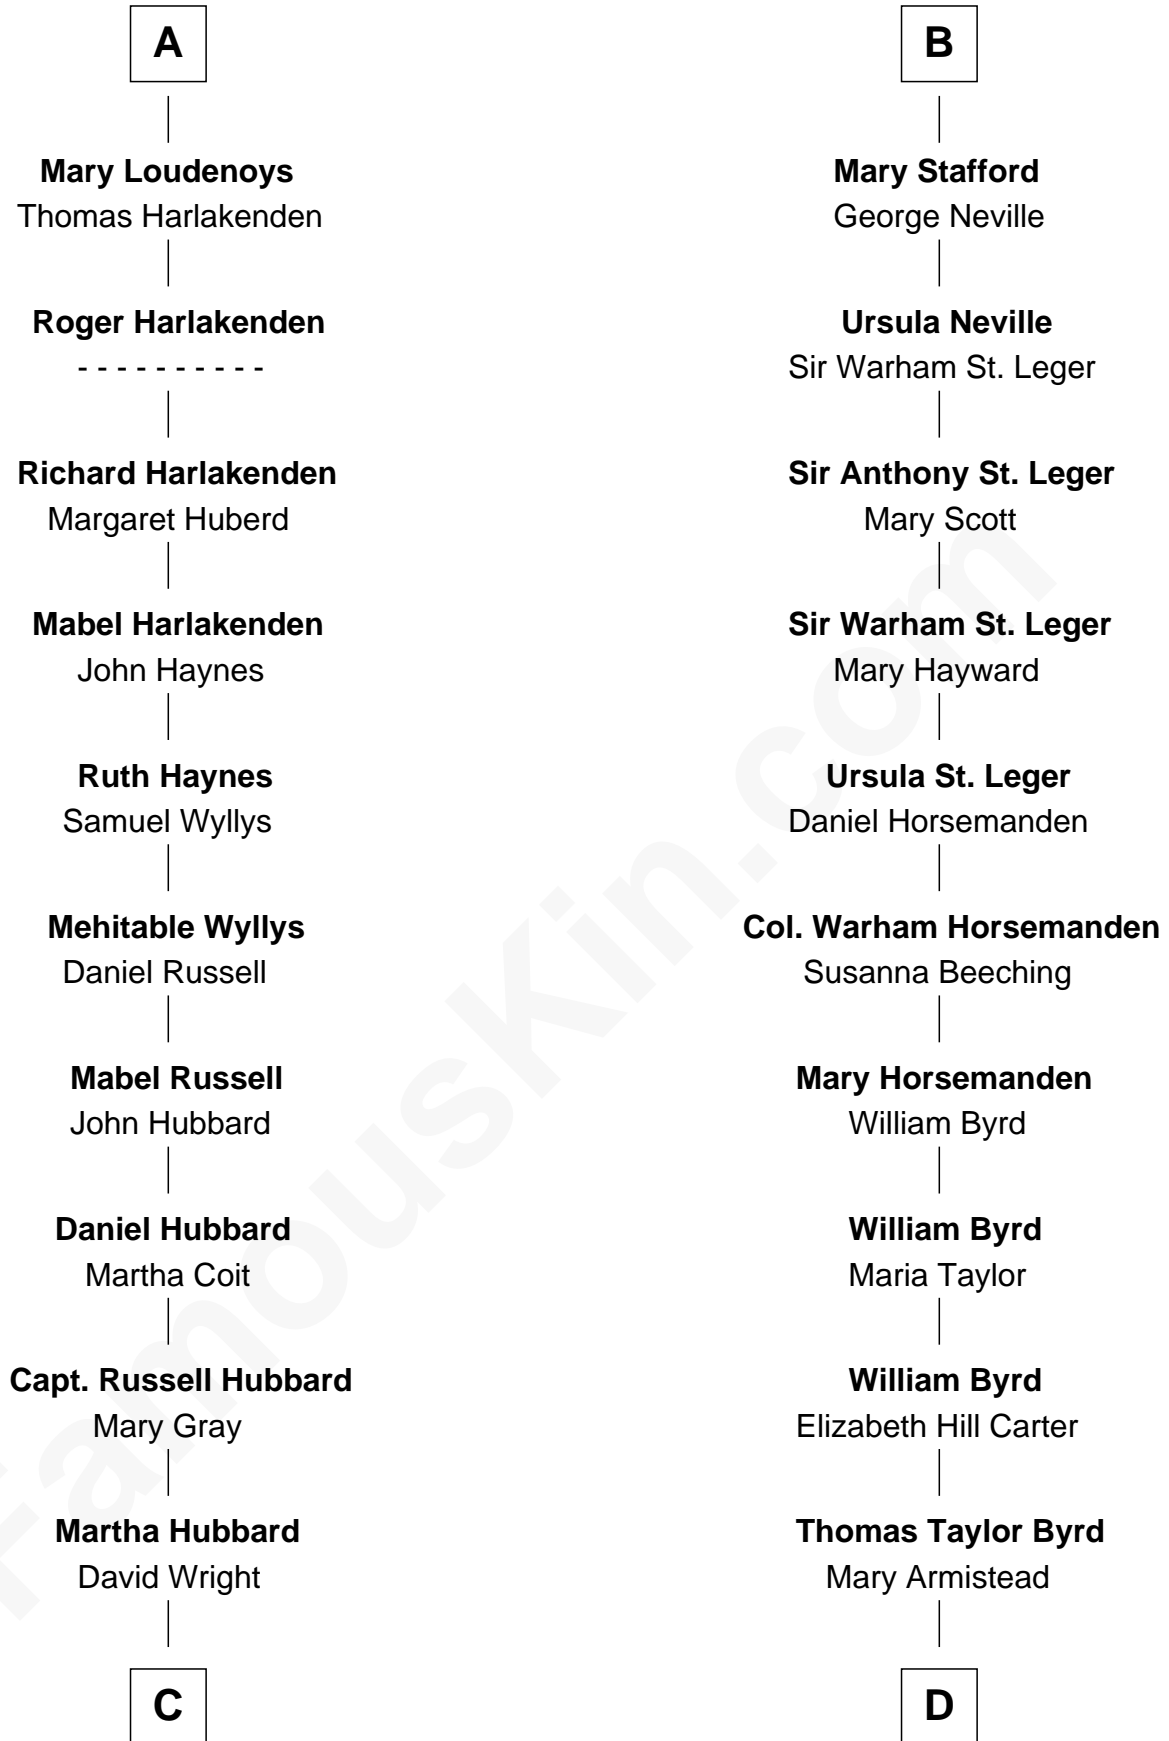 A
Mary Loudenoys
Thomas Harlakenden
Roger Harlakenden
- - - - - - - - - -
Richard Harlakenden
Margaret Huberd
Mabel Harlakenden
John Haynes
Ruth Haynes
Samuel Wyllys
Mehitable Wyllys
Daniel Russell
Mabel Russell
John Hubbard
Daniel Hubbard
Martha Coit
Capt. Russell Hubbard
Mary Gray
Martha Hubbard
David Wright
C
B
Mary Stafford
George Neville
Ursula Neville
Sir Warham St. Leger
Sir Anthony St. Leger
Mary Scott
Sir Warham St. Leger
Mary Hayward
Ursula St. Leger
Daniel Horsemanden
Col. Warham Horsemanden
Susanna Beeching
Mary Horsemanden
William Byrd
William Byrd
Maria Taylor
William Byrd
Elizabeth Hill Carter
Thomas Taylor Byrd
Mary Armistead
D
FamousKin.com